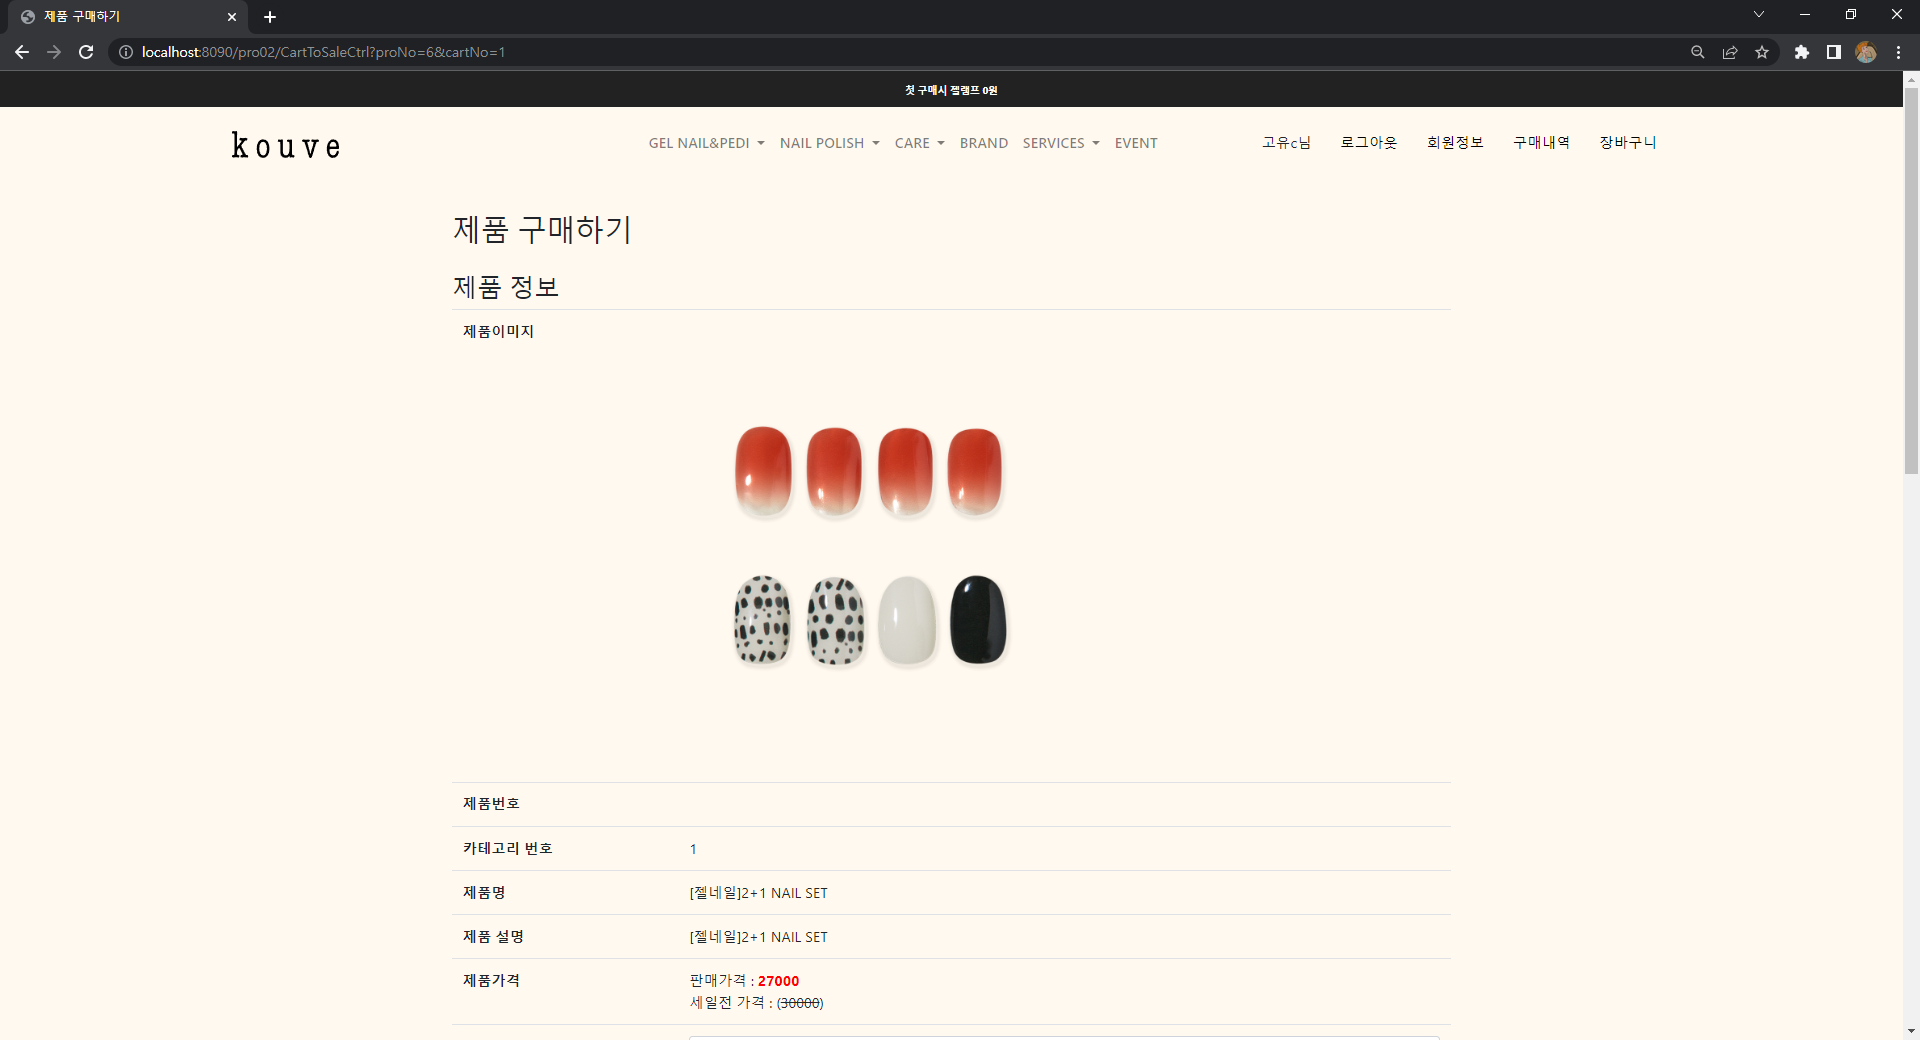 제품 구매하기
localhost:8090/pro02/CartToSaleCtrl?proNo=6&cartNo=1
첫 구매시 젤램프 0원
kouve
GEL NAIL&PEDI NAIL POLISH CARE BRAND SERVICES EVENT
고유c님 로그아웃 회원정보 구매내역 장바구니
제품 구매하기
제품 정보
제품이미지
제품번호
카테고리 번호 1
제품명 [젤네일]2+1 NAIL SET
제품 설명 [젤네일]2+1 NAIL SET
제품가격 판매가격 : 27000
세일전 가격 : (30000)